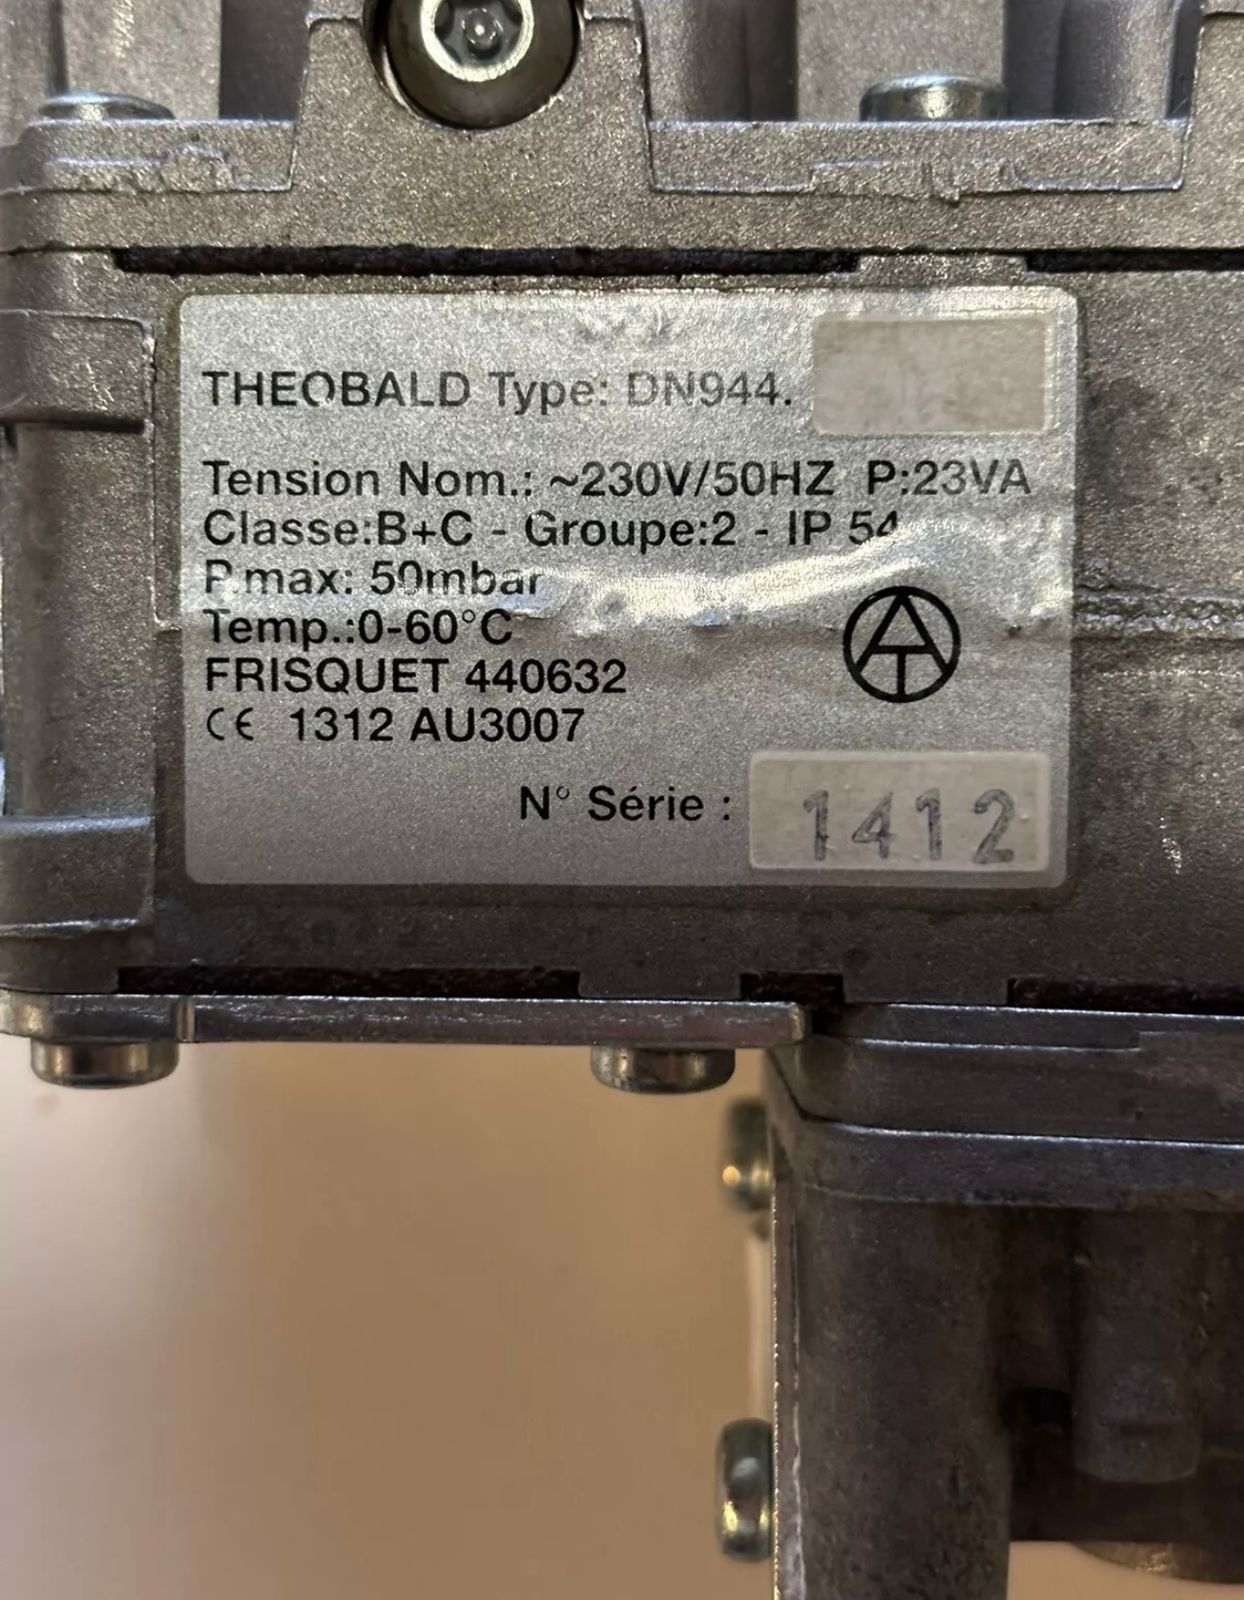 THEOBALD Type: DN944.
Tension Nom.: ~230V/50HZ P:23VA
Classe:B+C - Groupe:2 - IP 54
P.max: 50mbar
Temp.:0-60°C
FRISQUET 440632
CE 1312 AU3007
N° Série : 1412